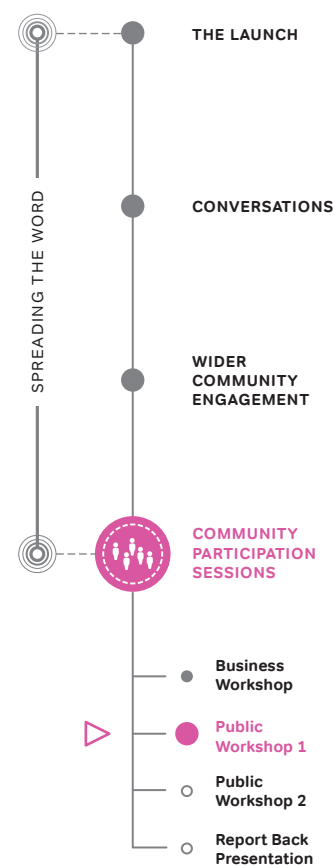 THE LAUNCH
SPREADING THE WORD
CONVERSATIONS
WIDER
COMMUNITY
ENGAGEMENT
COMMUNITY
PARTICIPATION
SESSIONS
Business
Workshop
Public
Workshop 1
Public
Workshop 2
Report Back
Presentation